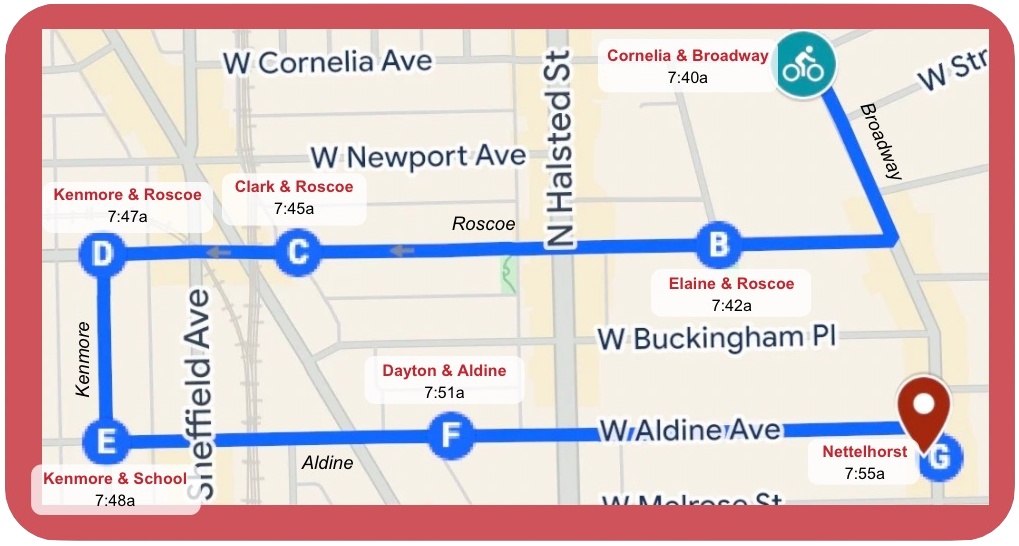 W Cornelia Ave
N Halsted St
Cornelia & Broadway
7:40a
W Str
Broadway
W Newport Ave
Kenmore & Roscoe
7:47a
Clark & Roscoe
7:45a
Roscoe
D
C
B
Elaine & Roscoe
7:42a
Sheffield Ave
Kenmore
W Buckingham Pl
Dayton & Aldine
7:51a
E
F
W Aldine Ave
Aldine
Nettelhorst
7:55a
G
Kenmore & School
7:48a
W Melrose St